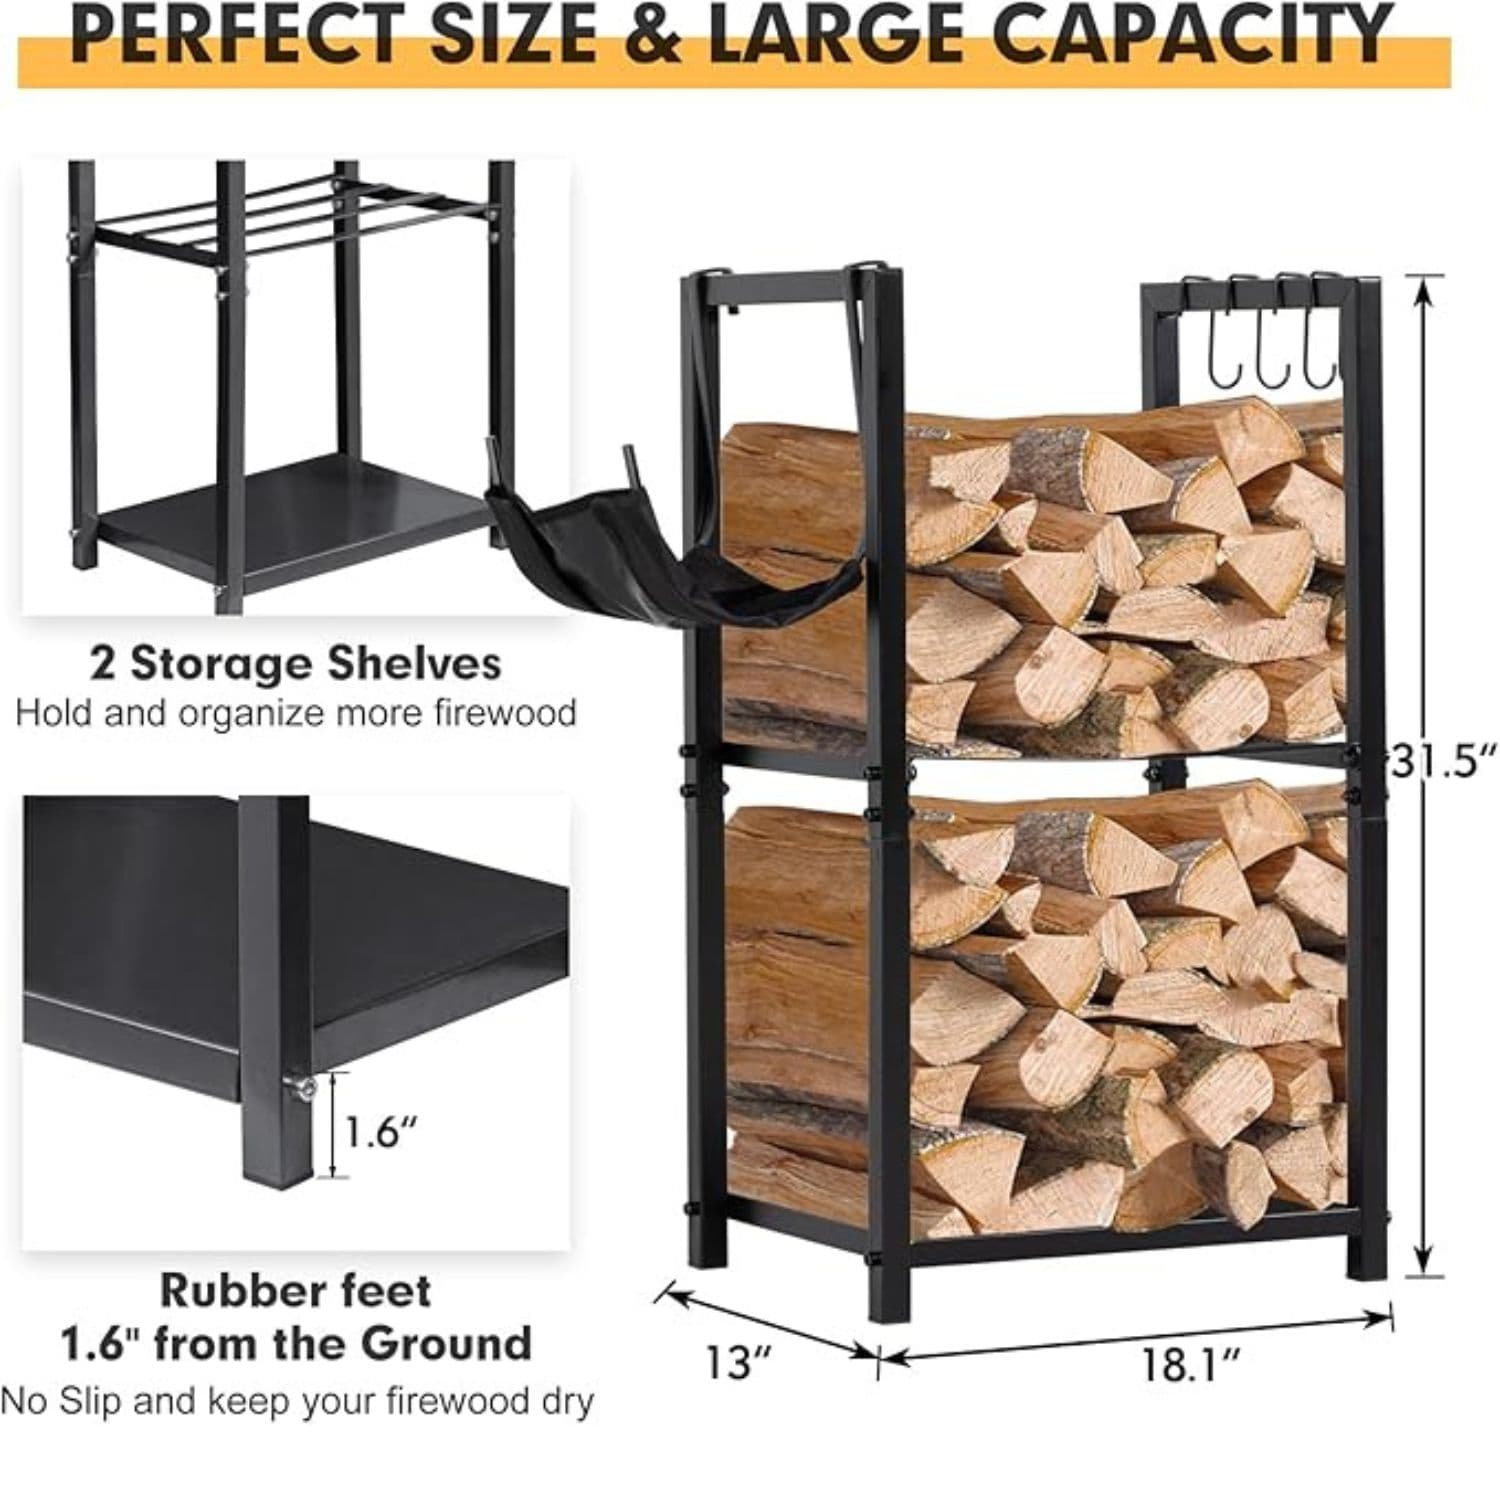 PERFECT SIZE & LARGE CAPACITY
2 Storage Shelves
Hold and organize more firewood
1.6“
Rubber feet
1.6" from the Ground
No Slip and keep your firewood dry
31.5“
13“
18.1“